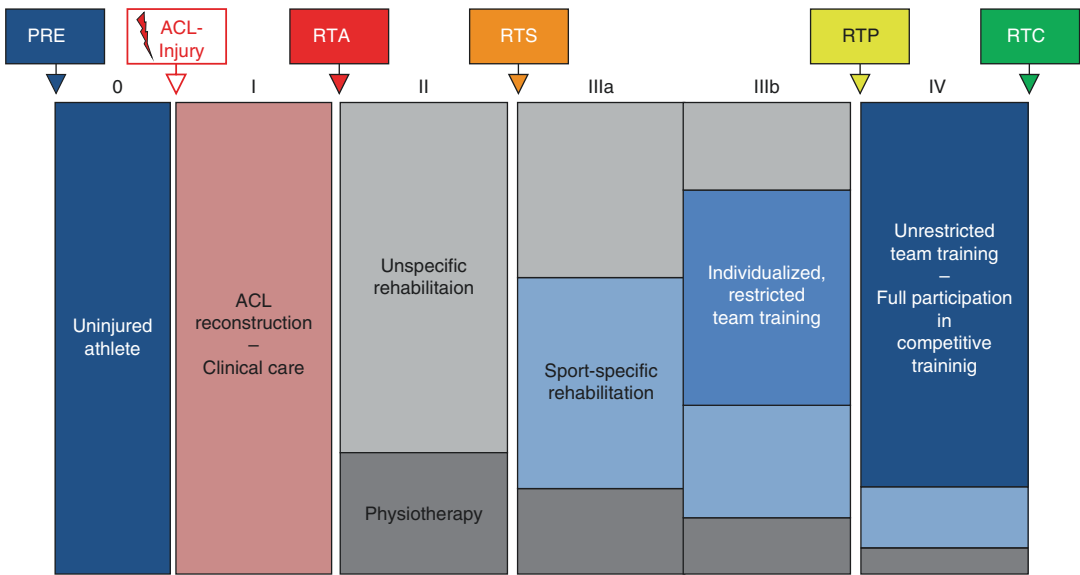 PRE
ACL-
Injury
RTA
RTS
RTP
RTC
0
I
II
IIIa
IIIb
IV
Uninjured
athlete
ACL
reconstruction
–
Clinical care
Unspecific
rehabilitaion
Physiotherapy
Sport-specific
rehabilitation
Individualized,
restricted
team training
Unrestricted
team training
–
Full participation
in
competitive
traininig